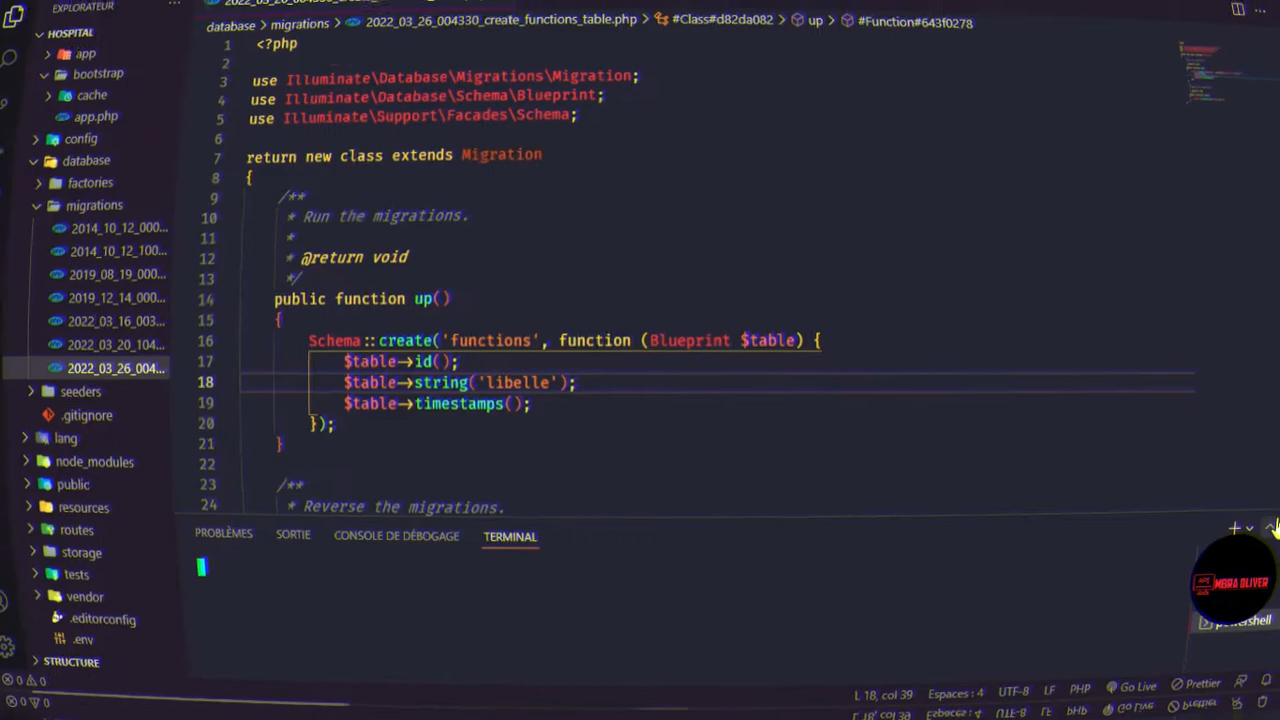 EXPLORATEUR
HOSPITAL
app
bootstrap
cache
app.php
config
database
factories
migrations
2014_10_12_000...
2014_10_12_100...
2019_08_19_000...
2019_12_14_000...
2022_03_16_003...
2022_03_20_104...
2022_03_26_004...
seeders
.gitignore
lang
node_modules
public
resources
routes
storage
tests
vendor
.editorconfig
.env
STRUCTURE
database > migrations > 2022_03_26_004330_create_functions_table.php > #Class#d82da082 > up > #Function#643f0278
1 <?php
2
3 use Illuminate\Database\Migrations\Migration;
4 use Illuminate\Database\Schema\Blueprint;
5 use Illuminate\Support\Facades\Schema;
6
7 return new class extends Migration
8 {
9 /**
10 * Run the migrations.
11 *
12 * @return void
13 */
14 public function up()
15 {
16 Schema::create('functions', function (Blueprint $table) {
17 $table->id();
18 $table->string('libelle');
19 $table->timestamps();
20 });
21 }
22
23 /**
24 * Reverse the migrations.
PROBLÈMES SORTIE CONSOLE DE DÉBOGAGE TERMINAL
MBRA OLIVER
powershell
0 0 L 18, col 39 Espaces : 4 UTF-8 LF PHP Go Live Prettier